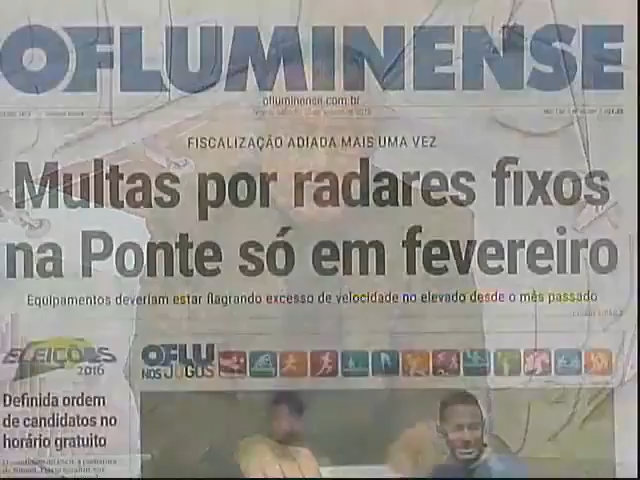 OFLUMINENSE
ofluminense.com.br
FISCALIZAÇÃO ADIADA MAIS UMA VEZ
Multas por radares fixos
na Ponte só em fevereiro
Equipamentos deveriam estar flagrando excesso de velocidade no elevado desde o mês passado
ELEIÇÕES
2016
Definida ordem
de candidatos no
horário gratuito
OFLU
NOS JOGOS